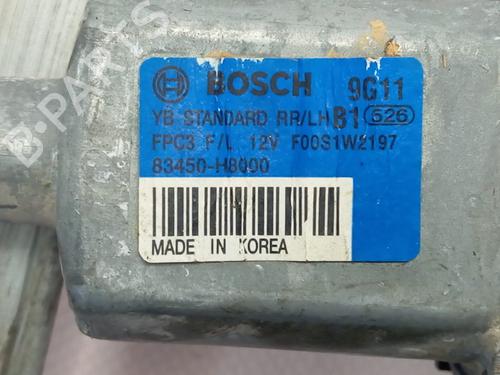 B-PARTS
BOSCH 9G11
YB STANDARD RR/LH B1 526
FPC3 F/L 12V F00S1W2197
83450-H8000
MADE IN KOREA